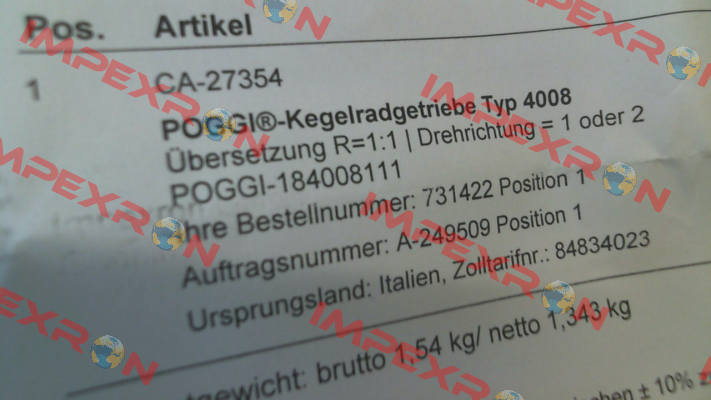 Pos. Artikel
1 CA-27354
POGGI®-Kegelradgetriebe Typ 4008
Übersetzung R=1:1 | Drehrichtung = 1 oder 2
POGGI-184008111
Ihre Bestellnummer: 731422 Position 1
Auftragsnummer: A-249509 Position 1
Ursprungsland: Italien, Zolltarifnr.: 84834023
brutto 1,54 kg/ netto 1,343 kg
± 10%
IMPEXRON